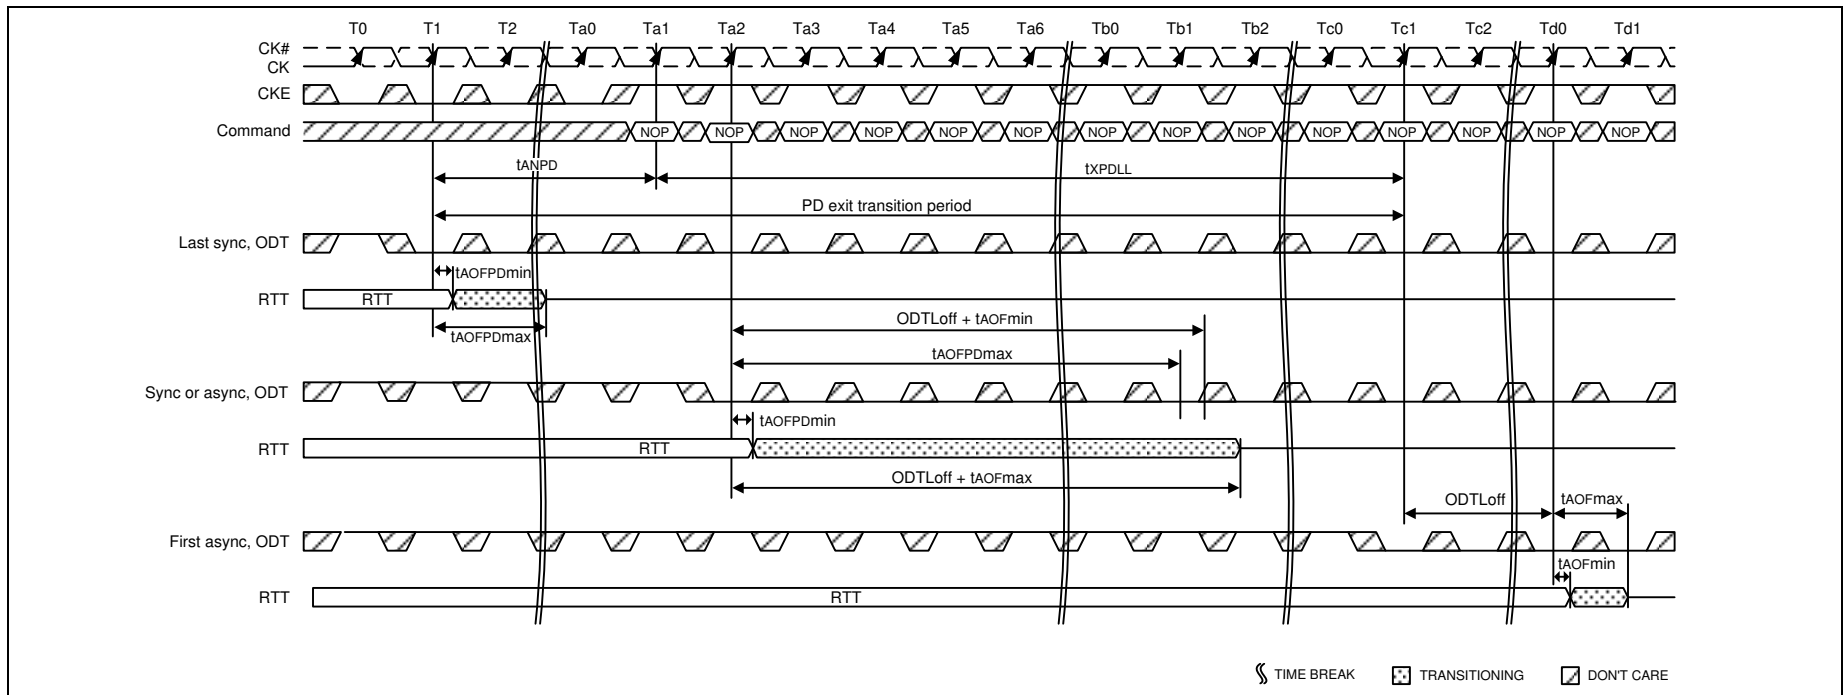 T0 T1 T2 Ta0 Ta1 Ta2 Ta3 Ta4 Ta5 Ta6 Tb0 Tb1 Tb2 Tc0 Tc1 Tc2 Td0 Td1
CK#
CK
CKE
Command NOP NOP NOP NOP NOP NOP NOP NOP NOP NOP NOP NOP NOP NOP
tANPD tXPDLL
PD exit transition period
Last sync, ODT
tAOFPDmin
RTT RTT
tAOFPDmax
ODTLoff + tAOFmin
tAOFPDmax
Sync or async, ODT
tAOFPDmin
RTT RTT
ODTLoff + tAOFmax
ODTLoff tAOFmax
First async, ODT
tAOFmin
RTT RTT
TIME BREAK TRANSITIONING DON'T CARE